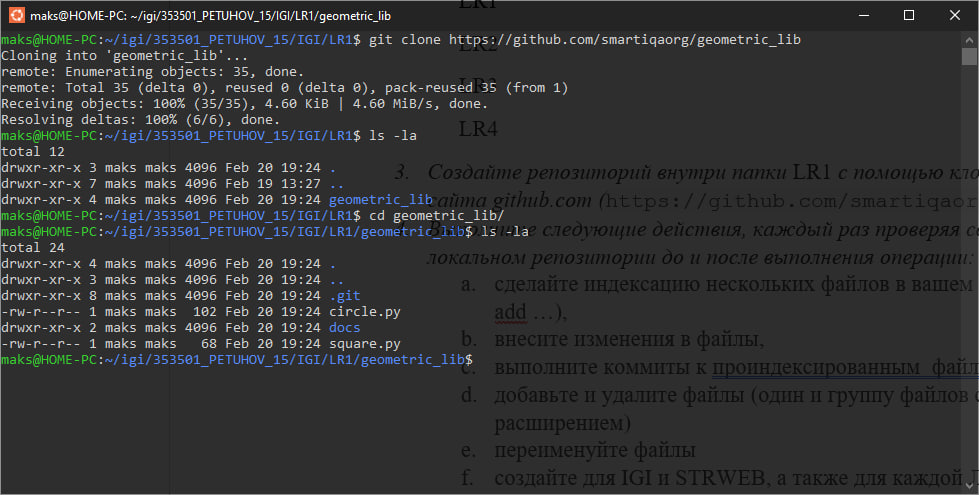 maks@HOME-PC: ~/igi/353501_PETUHOV_15/IGI/LR1/geometric_lib
LR1
maks@HOME-PC:~/igi/353501_PETUHOV_15/IGI/LR1$ git clone https://github.com/smartiqaorg/geometric_lib
LR2
Cloning into 'geometric_lib'...
remote: Enumerating objects: 35, done.
LR3
remote: Total 35 (delta 0), reused 0 (delta 0), pack-reused 35 (from 1)
Receiving objects: 100% (35/35), 4.60 KiB | 4.60 MiB/s, done.
Resolving deltas: 100% (6/6), done.
LR4
maks@HOME-PC:~/igi/353501_PETUHOV_15/IGI/LR1$ ls -la
total 12
drwxr-xr-x 3 maks maks 4096 Feb 20 19:24 .
drwxr-xr-x 7 maks maks 4096 Feb 19 13:27 ..
drwxr-xr-x 4 maks maks 4096 Feb 20 19:24 geometric_lib
maks@HOME-PC:~/igi/353501_PETUHOV_15/IGI/LR1$ cd geometric_lib/
maks@HOME-PC:~/igi/353501_PETUHOV_15/IGI/LR1/geometric_lib$ ls -la
total 24
drwxr-xr-x 4 maks maks 4096 Feb 20 19:24 .
drwxr-xr-x 3 maks maks 4096 Feb 20 19:24 ..
drwxr-xr-x 8 maks maks 4096 Feb 20 19:24 .git
-rw-r--r-- 1 maks maks  102 Feb 20 19:24 circle.py
drwxr-xr-x 2 maks maks 4096 Feb 20 19:24 docs
-rw-r--r-- 1 maks maks   68 Feb 20 19:24 square.py
maks@HOME-PC:~/igi/353501_PETUHOV_15/IGI/LR1/geometric_lib$
3. Создайте репозиторий внутри папки LR1 с помощью
сайта github.com (https://github.com/smartiqaor
следующие действия, каждый раз проверяя
локальном репозитории до и после выполнения операции:
a. сделайте индексацию нескольких файлов в вашем
add …),
b. внесите изменения в файлы,
c. выполните коммиты к проиндексированным
d. добавьте и удалите файлы (один и группу файлов
расширением)
e. переименуйте файлы
f. создайте для IGI и STRWEB, а также для каждой